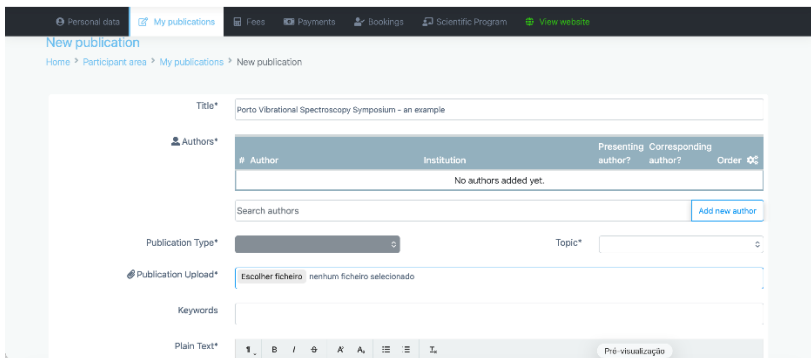 Personal data My publications Fees Payments Bookings Scientific Program View website
New publication
Home > Participant area > My publications > New publication
Title* Porto Vibrational Spectroscopy Symposium - an example
Authors*
# Author Institution Presenting author? Corresponding author? Order
No authors added yet.
Search authors Add new author
Publication Type* Topic*
Publication Upload* Escolher ficheiro nenhum ficheiro selecionado
Keywords
Plain Text* ¶ B I S A A Tx Pré-visualização